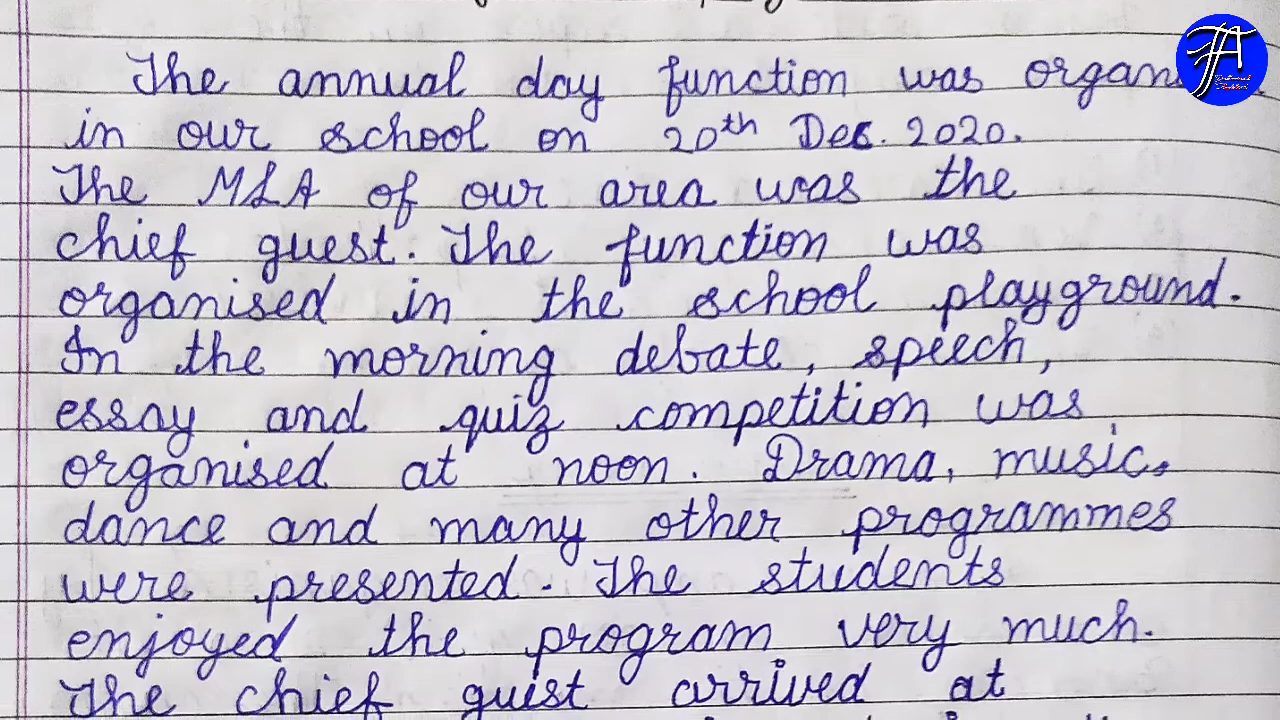 The annual day function was organi
in our school on 20th Dec. 2020.
The MLA of our area was the
chief guest. The function was
organised in the school playground.
In the morning debate, speech,
essay and quiz competition was
organised at noon. Drama, music,
dance and many other programmes
were presented. The students
enjoyed the program very much.
The chief guist arrived at